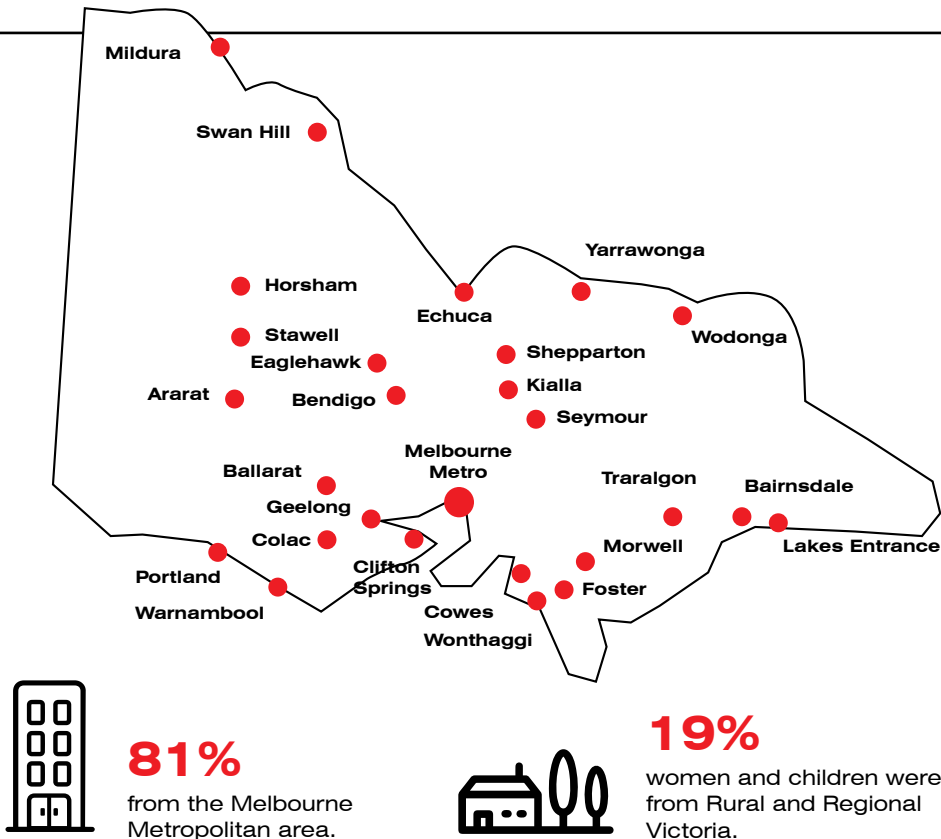 Mildura
Swan Hill
Yarrawonga
Horsham
Echuca
Stawell
Wodonga
Eaglehawk
Shepparton
Ararat
Bendigo
Kialla
Seymour
Melbourne
Metro
Ballarat
Traralgon
Bairnsdale
Geelong
Colac
Morwell
Lakes Entrance
Portland
Clifton
Springs
Foster
Warnambool
Cowes
Wonthaggi
81%
from the Melbourne
Metropolitan area.
19%
women and children were
from Rural and Regional
Victoria.